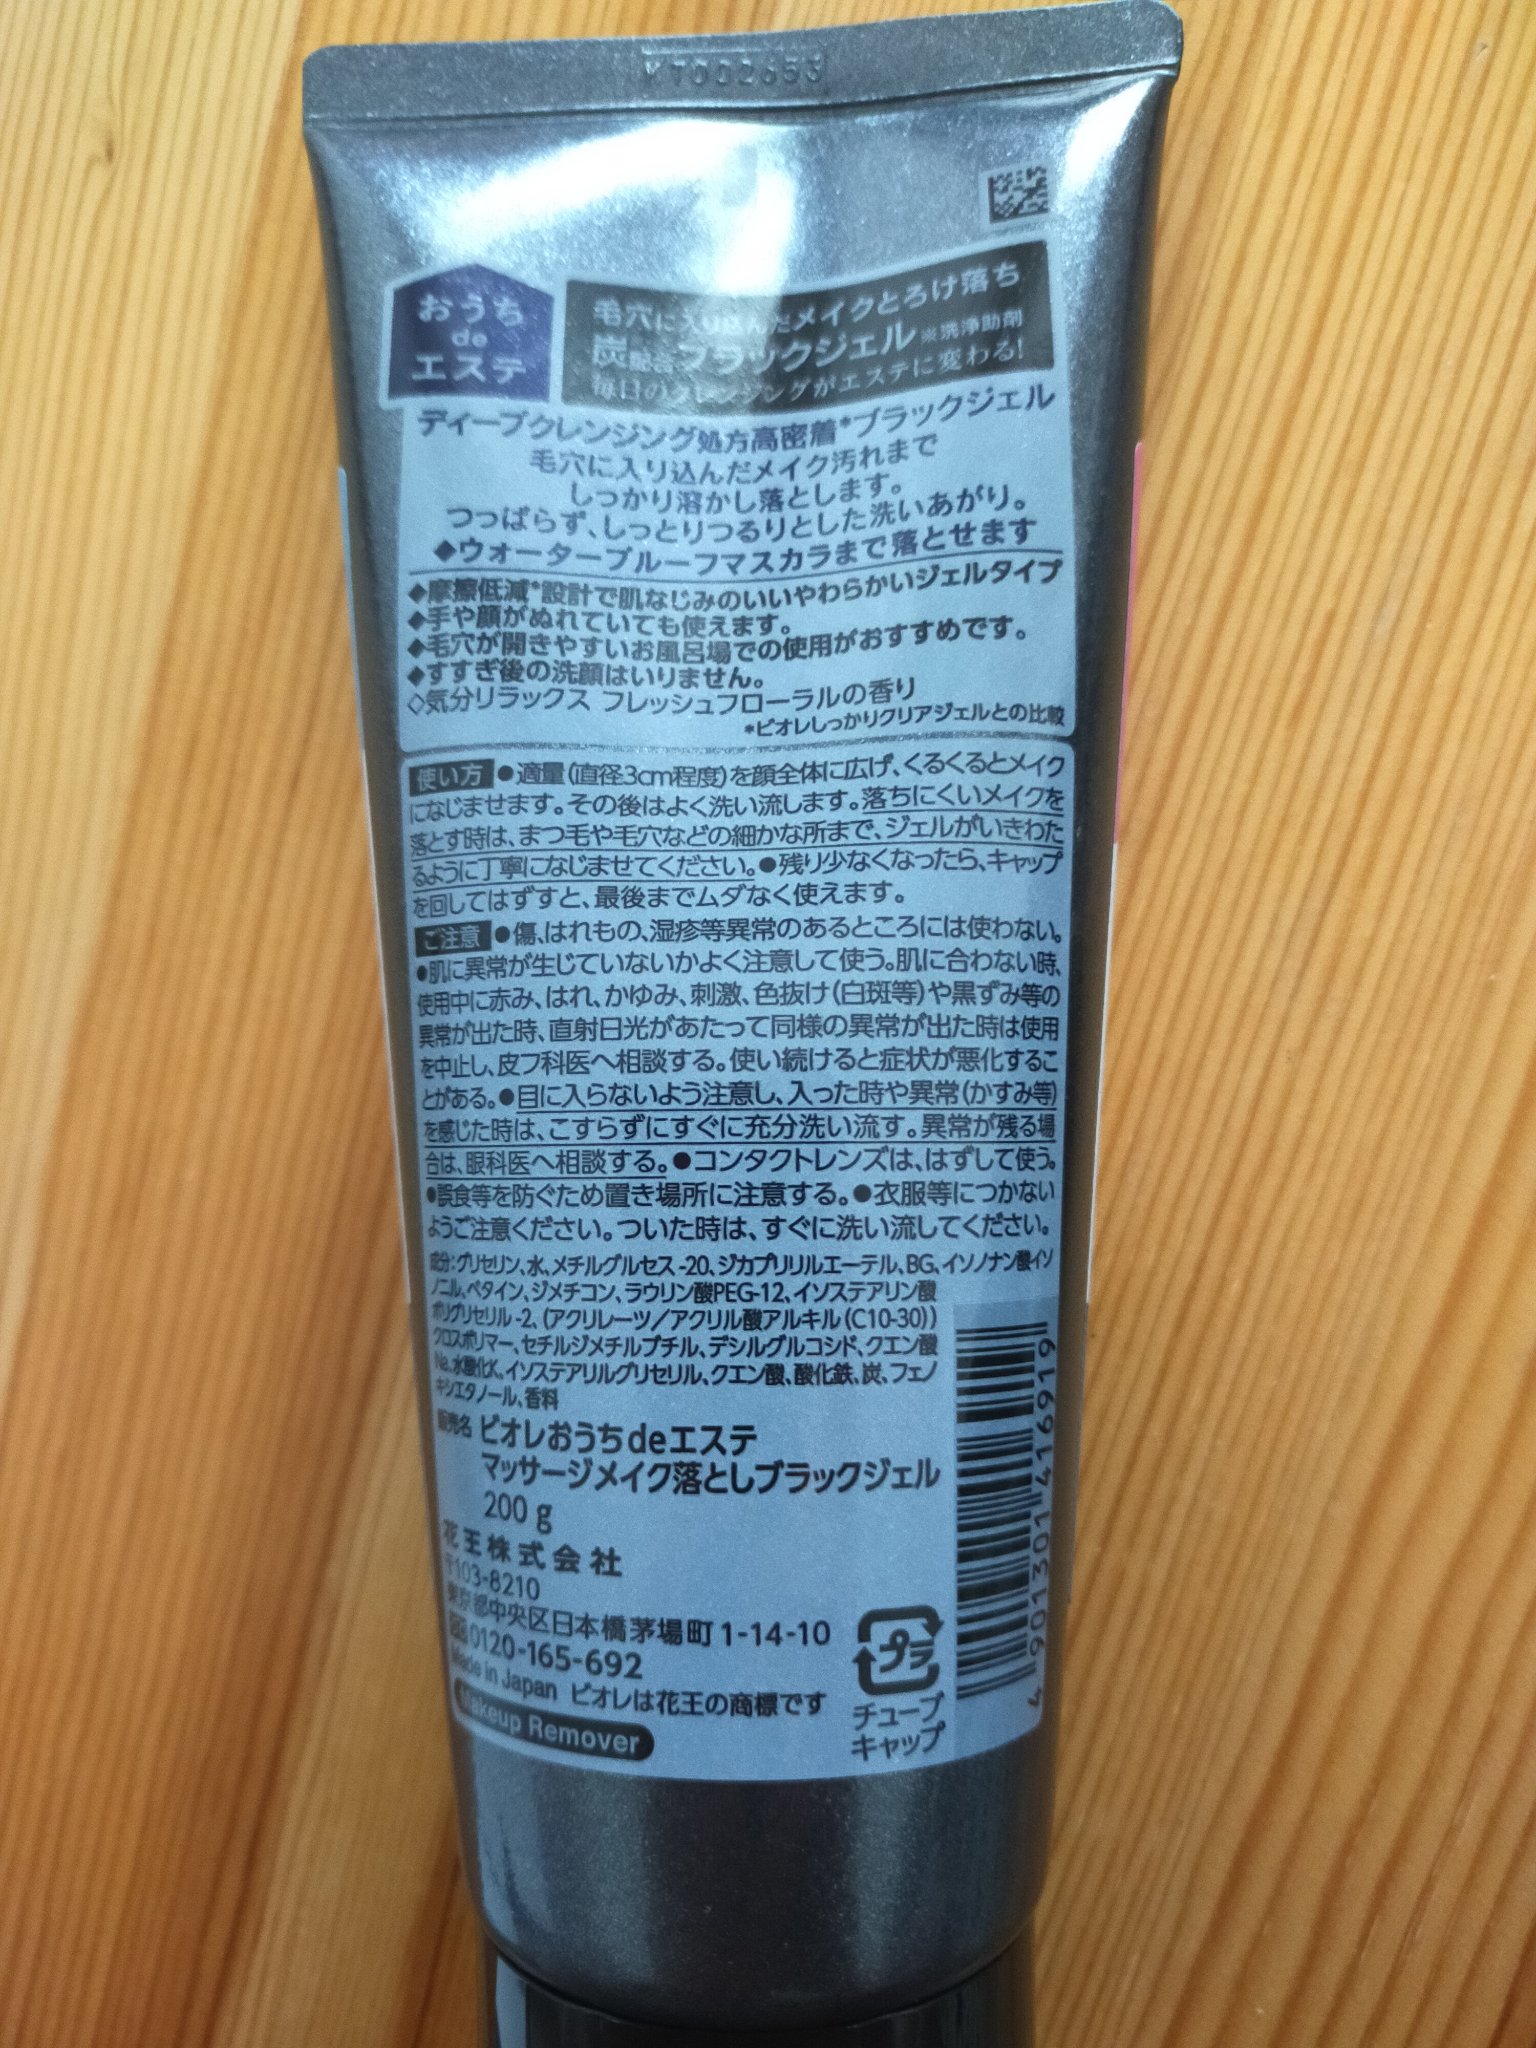 K7002653
おうち
de
エステ
毛穴に入り込んだメイクとろけ落ち
炭配合ブラックジェル ※洗浄助剤
毎日のクレンジングがエステに変わる!
ディープクレンジング処方高密着*ブラックジェル
毛穴に入り込んだメイク汚れまで
しっかり溶かし落とします。
つっぱらず、しっとりつるりとした洗いあがり。
◆ウォータープルーフマスカラまで落とせます
◆摩擦低減*設計で肌なじみのいいやわらかいジェルタイプ
◆手や顔がぬれていても使えます。
◆毛穴が開きやすいお風呂場での使用がおすすめです。
◆すすぎ後の洗顔はいりません。
◇気分リラックス フレッシュフローラルの香り
*ビオレしっかりクリアジェルとの比較
使い方 ●適量(直径3cm程度)を顔全体に広げ、くるくるとメイク
になじませます。その後はよく洗い流します。落ちにくいメイクを
落とす時は、まつ毛や毛穴などの細かな所まで、ジェルがいきわた
るように丁寧になじませてください。●残り少なくなったら、キャップ
を回してはずすと、最後までムダなく使えます。
ご注意 ●傷、はれもの、湿疹等異常のあるところには使わない。
●肌に異常が生じていないかよく注意して使う。肌に合わない時、
使用中に赤み、はれ、かゆみ、刺激、色抜け(白斑等)や黒ずみ等の
異常が出た時、直射日光があたって同様の異常が出た時は使用
を中止し、皮フ科医へ相談する。使い続けると症状が悪化するこ
とがある。●目に入らないよう注意し、入った時や異常(かすみ等)
を感じた時は、こすらずにすぐに充分洗い流す。異常が残る場
合は、眼科医へ相談する。●コンタクトレンズは、はずして使う。
●誤食等を防ぐため置き場所に注意する。●衣服等につかない
ようご注意ください。ついた時は、すぐに洗い流してください。
成分:グリセリン、水、メチルグルセス-20、ジカプリリルエーテル、BG、イソノナン酸イソ
ノニル、ベタイン、ジメチコン、ラウリン酸PEG-12、イソステアリン酸
ポリグリセリル-2、(アクリレーツ/アクリル酸アルキル(C10-30))
クロスポリマー、セチルジメチルブチル、デシルグルコシド、クエン酸
Na、水酸化K、イソステアリルグリセリル、クエン酸、酸化鉄、炭、フェノ
キシエタノール、香料
販売名 ビオレおうちdeエステ
マッサージメイク落としブラックジェル
200 g
花王株式会社
〒103-8210
東京都中央区日本橋茅場町1-14-10
0120-165-692
Made in Japan ビオレは花王の商標です
Makeup Remover
プラ
チューブ
キャップ
4 901301 416919